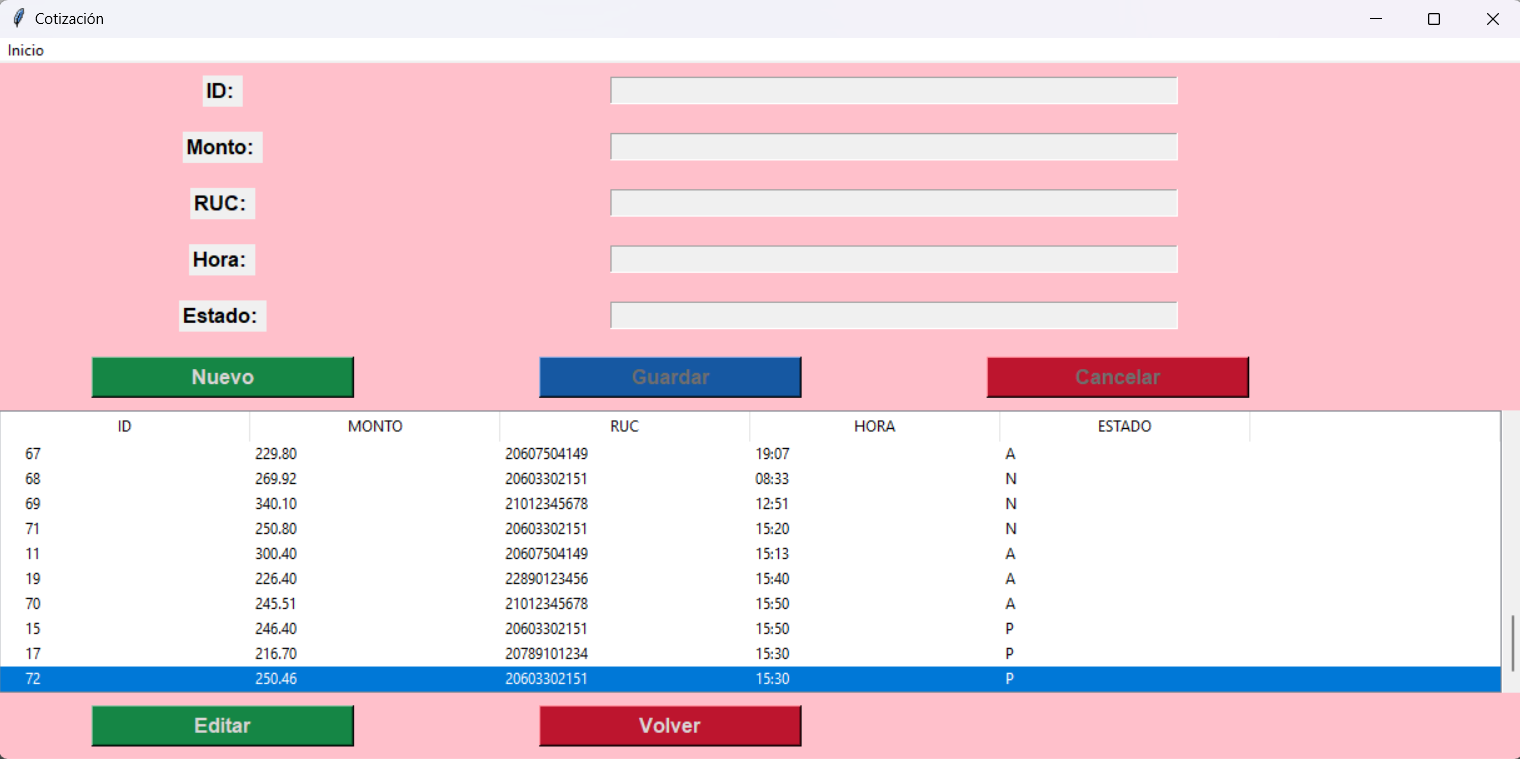 Cotización
Inicio
ID:
Monto:
RUC:
Hora:
Estado:
Nuevo Guardar Cancelar
ID MONTO RUC HORA ESTADO
67 229.80 20607504149 19:07 A
68 269.92 20603302151 08:33 N
69 340.10 21012345678 12:51 N
71 250.80 20603302151 15:20 N
11 300.40 20607504149 15:13 A
19 226.40 22890123456 15:40 A
70 245.51 21012345678 15:50 A
15 246.40 20603302151 15:50 P
17 216.70 20789101234 15:30 P
72 250.46 20603302151 15:30 P
Editar Volver